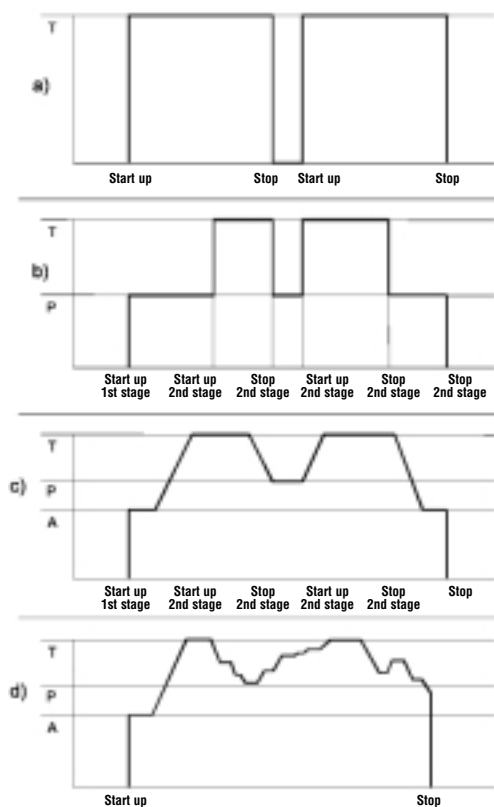 T
a)
Start up Stop Start up Stop
T
b)
P
Start up Start up Stop Start up Stop Stop
1st stage 2nd stage 2nd stage 2nd stage 2nd stage 2nd stage
T
c)
P
A
Start up Start up Stop Start up Stop Stop
1st stage 2nd stage 2nd stage 2nd stage 2nd stage
T
d)
P
A
Start up Stop